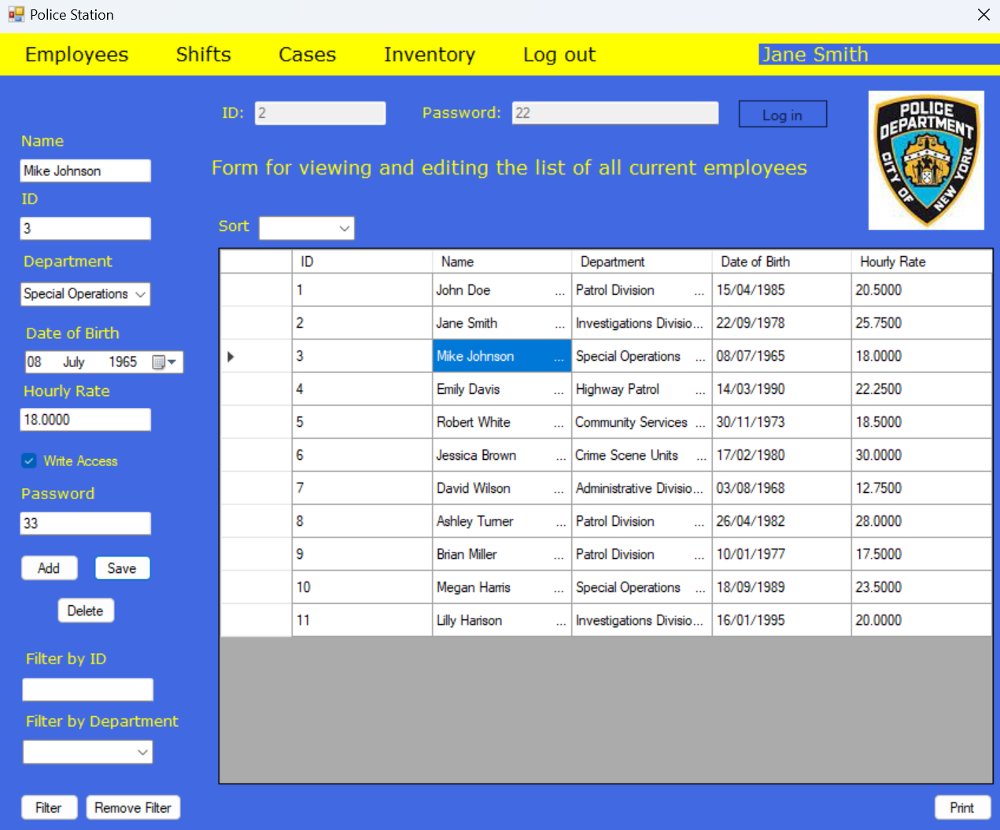 Police Station
Employees Shifts Cases Inventory Log out Jane Smith
ID: 2 Password: 22 Log in
POLICE DEPARTMENT CITY OF NEW YORK
Form for viewing and editing the list of all current employees
Name
Mike Johnson
ID
3
Department
Special Operations
Date of Birth
08 July 1965
Hourly Rate
18.0000
Write Access
Password
33
Add Save
Delete
Filter by ID
Filter by Department
Filter Remove Filter
Sort
ID Name Department Date of Birth Hourly Rate
1 John Doe ... Patrol Division ... 15/04/1985 20.5000
2 Jane Smith ... Investigations Divisio... 22/09/1978 25.7500
3 Mike Johnson ... Special Operations ... 08/07/1965 18.0000
4 Emily Davis ... Highway Patrol ... 14/03/1990 22.2500
5 Robert White ... Community Services ... 30/11/1973 18.5000
6 Jessica Brown ... Crime Scene Units ... 17/02/1980 30.0000
7 David Wilson ... Administrative Divisio... 03/08/1968 12.7500
8 Ashley Turner ... Patrol Division ... 26/04/1982 28.0000
9 Brian Miller ... Patrol Division ... 10/01/1977 17.5000
10 Megan Harris ... Special Operations ... 18/09/1989 23.5000
11 Lilly Harison ... Investigations Divisio... 16/01/1995 20.0000
Print